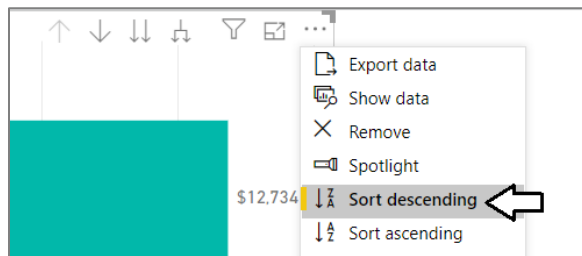 Export data
Show data
Remove
Spotlight
$12,734
Sort descending
Sort ascending